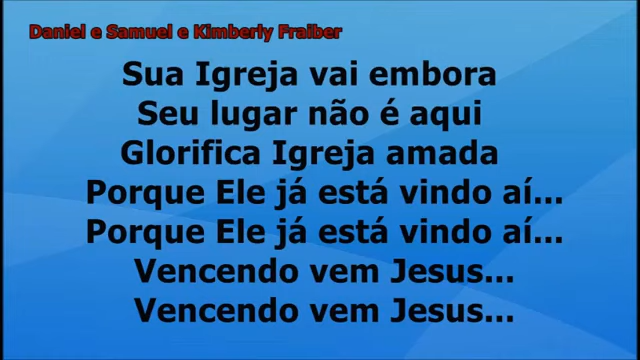 Daniel e Samuel e Kimberly Fraiber
Sua Igreja vai embora
Seu lugar não é aqui
Glorifica Igreja amada
Porque Ele já está vindo aí...
Porque Ele já está vindo aí...
Vencendo vem Jesus...
Vencendo vem Jesus...